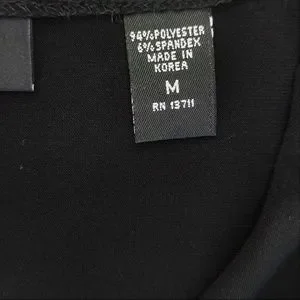 94%POLYESTER
6%SPANDEX
MADE IN
KOREA
M
RN 13711